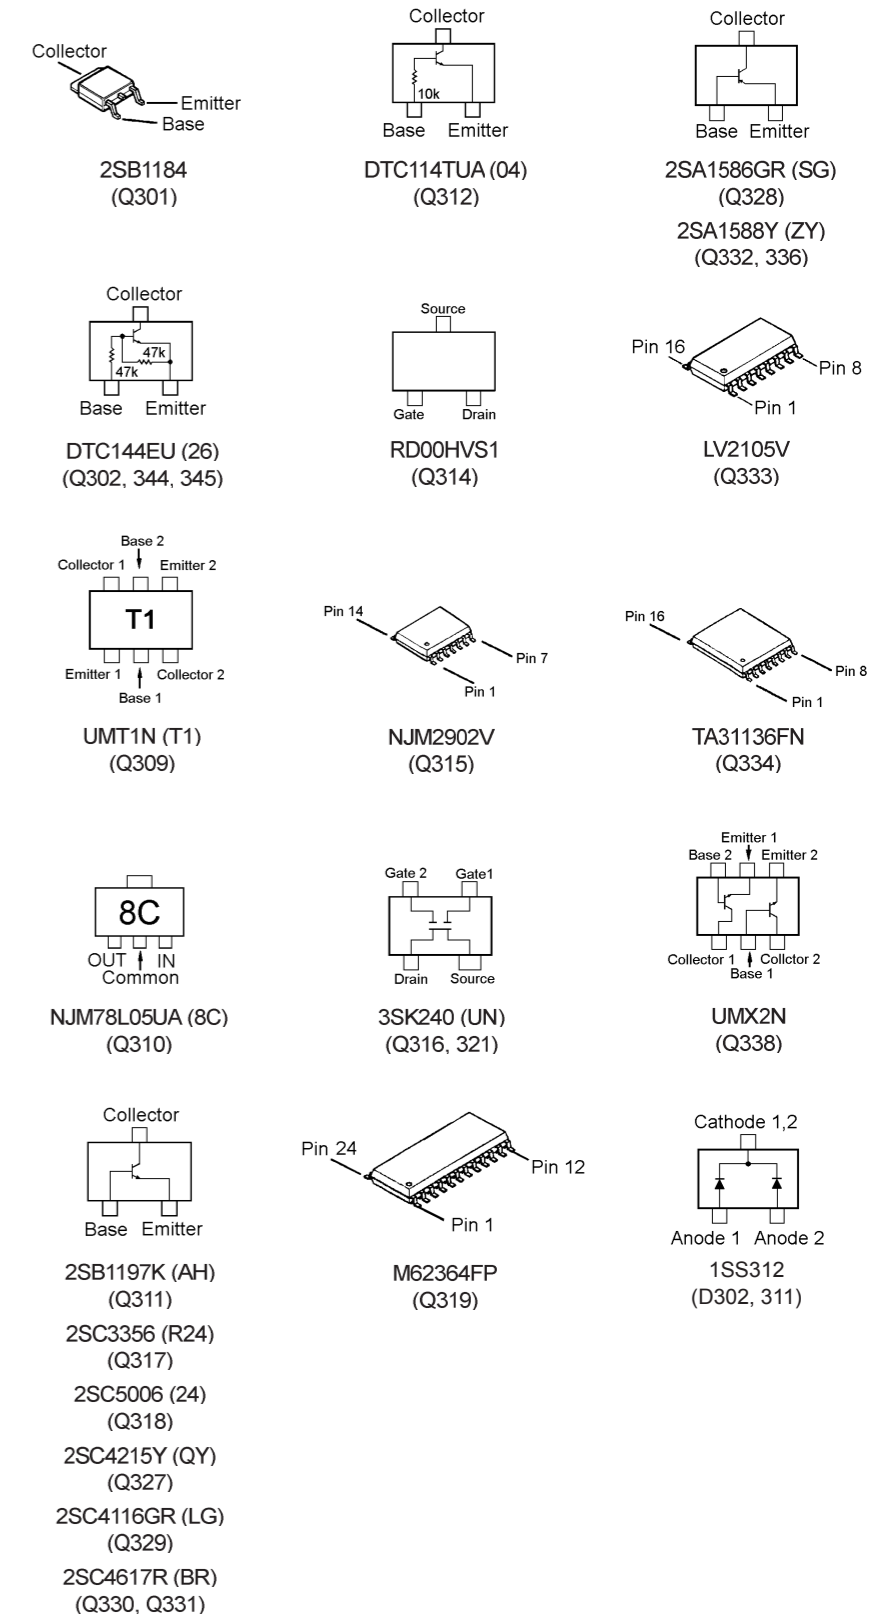 Collector
Emitter
Base
2SB1184
(Q301)
Collector
10k
Base Emitter
DTC114TUA (04)
(Q312)
Collector
Base Emitter
2SA1586GR (SG)
(Q328)
2SA1588Y (ZY)
(Q332, 336)
Collector
47k
47k
Base Emitter
DTC144EU (26)
(Q302, 344, 345)
Source
Gate Drain
RD00HVS1
(Q314)
Pin 16
Pin 8
Pin 1
LV2105V
(Q333)
Base 2
Collector 1 Emitter 2
T1
Emitter 1 Collector 2
Base 1
UMT1N (T1)
(Q309)
Pin 14
Pin 7
Pin 1
NJM2902V
(Q315)
Pin 16
Pin 8
Pin 1
TA31136FN
(Q334)
8C
OUT IN
Common
NJM78L05UA (8C)
(Q310)
Gate 2 Gate1
Drain Source
3SK240 (UN)
(Q316, 321)
Emitter 1
Base 2 Emitter 2
Collector 1 Collctor 2
Base 1
UMX2N
(Q338)
Collector
Base Emitter
2SB1197K (AH)
(Q311)
2SC3356 (R24)
(Q317)
2SC5006 (24)
(Q318)
2SC4215Y (QY)
(Q327)
2SC4116GR (LG)
(Q329)
2SC4617R (BR)
(Q330, Q331)
Pin 24
Pin 12
Pin 1
M62364FP
(Q319)
Cathode 1,2
Anode 1 Anode 2
1SS312
(D302, 311)